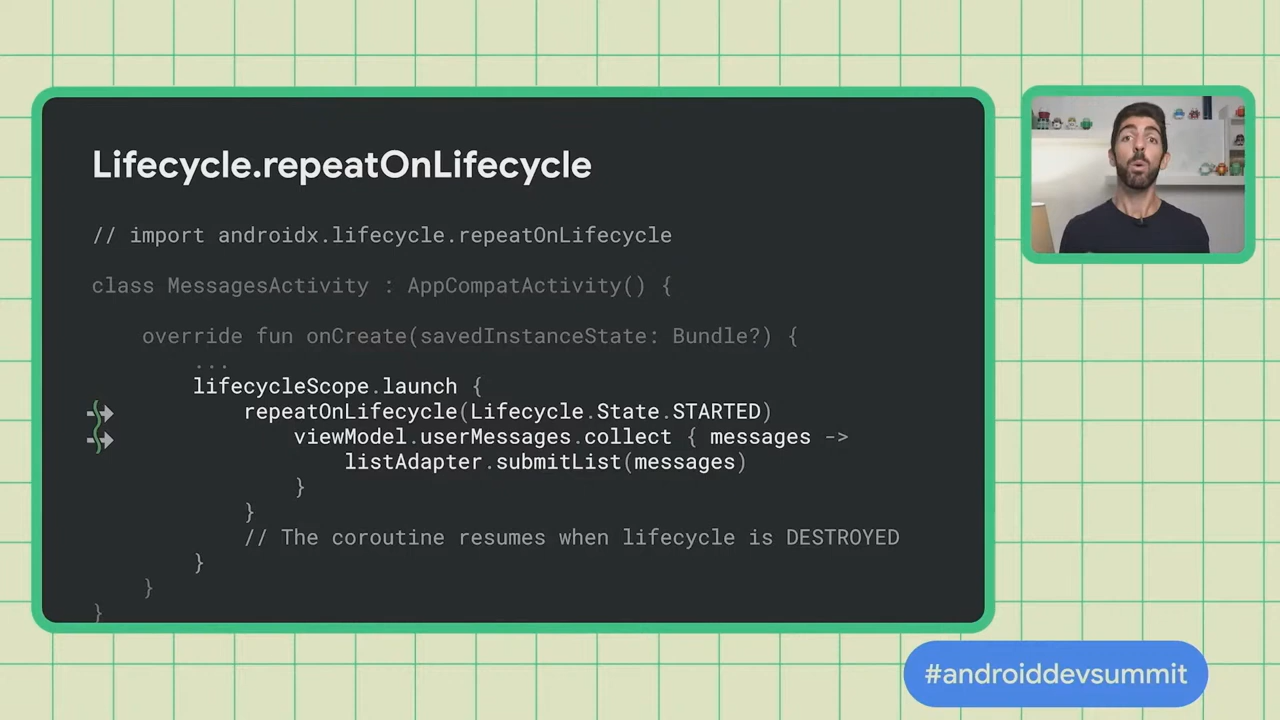 Lifecycle.repeatOnLifecycle
// import androidx.lifecycle.repeatOnLifecycle
class MessagesActivity : AppCompatActivity() {
override fun onCreate(savedInstanceState: Bundle?) {
...
lifecycleScope.launch {
repeatOnLifecycle(Lifecycle.State.STARTED)
viewModel.userMessages.collect { messages ->
listAdapter.submitList(messages)
}
}
// The coroutine resumes when lifecycle is DESTROYED
}
}
}
#androiddevsummit